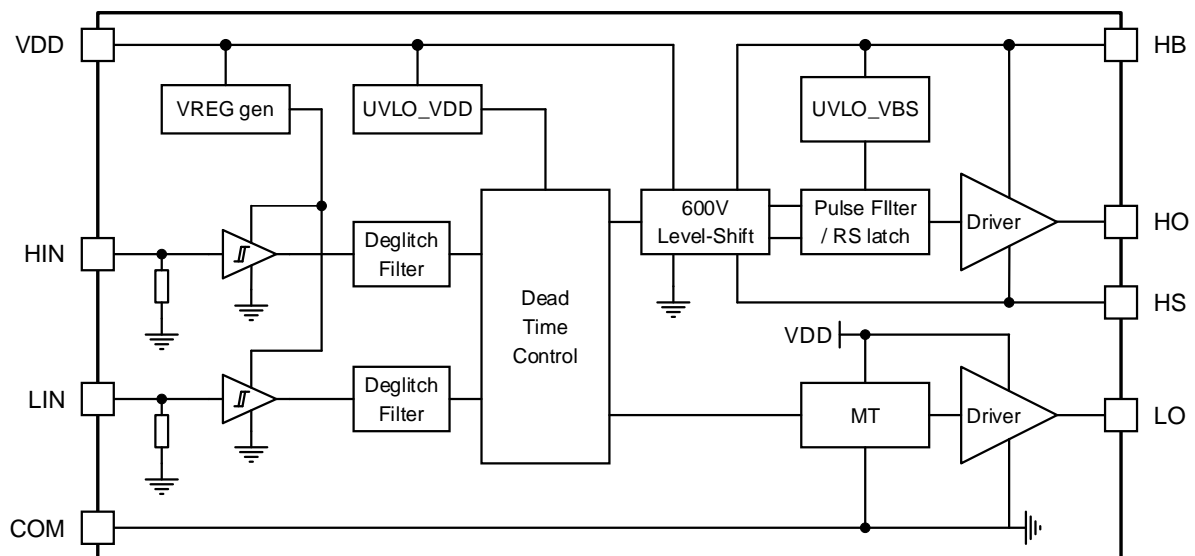 VDD
HB
VREG gen
UVLO_VDD
UVLO_VBS
600V
Level-Shift
Pulse FIlter
/ RS latch
Driver
HO
HIN
Deglitch
Filter
Dead
Time
Control
HS
VDD
LIN
Deglitch
Filter
MT
Driver
LO
COM